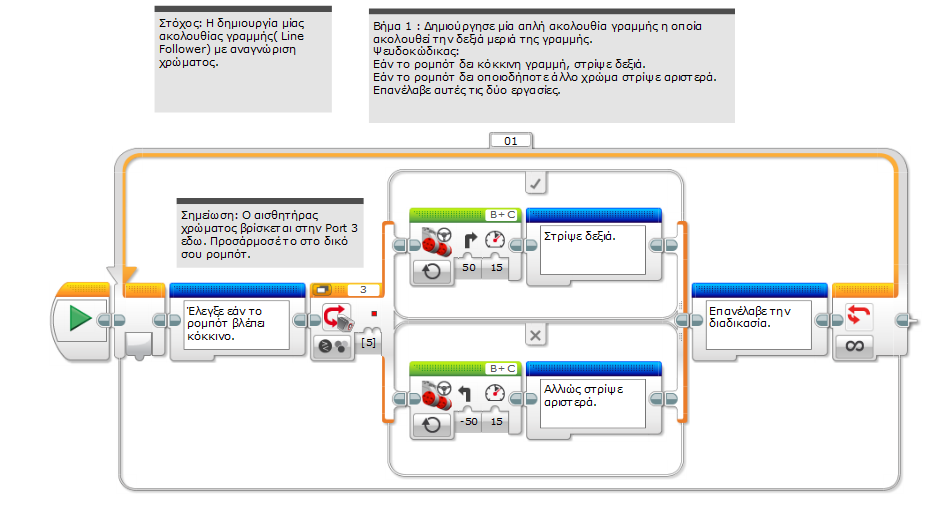 Στόχος: Η δημιουργία μίας
ακολουθίας γραμμής( Line
Follower) με αναγνώριση
χρώματος.
Βήμα 1 : Δημιούργησε μία απλή ακολουθία γραμμής η οποία
ακολουθεί την δεξιά μεριά της γραμμής.
Ψευδοκώδικας:
Εάν το ρομπότ δει κόκκινη γραμμή, στρίψε δεξιά.
Εάν το ρομπότ δει οποιοδήποτε άλλο χρώμα στρίψε αριστερά.
Επανέλαβε αυτές τις δύο εργασίες.
01
Σημείωση: Ο αισθητήρας
χρώματος βρίσκεται στην Port 3
εδω. Προσάρμοσέ το στο δικό
σου ρομπότ.
B+C
Στρίψε δεξιά.
50 15
3
Έλεγξε εάν το
ρομπότ βλέπει
κόκκινο.
[5]
Επανέλαβε την
διαδικασία.
B+C
Αλλιώς στρίψε
αριστερά.
-50 15